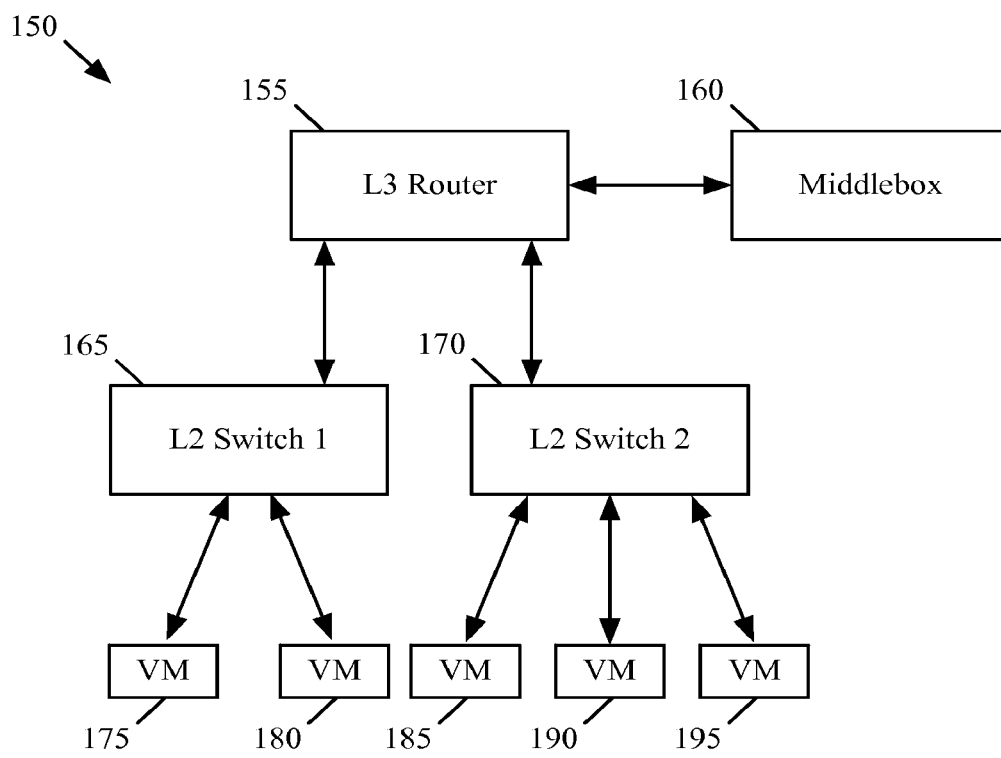 150
155
160
L3 Router
Middlebox
165
170
L2 Switch 1
L2 Switch 2
VM
VM
VM
VM
VM
175
180
185
190
195